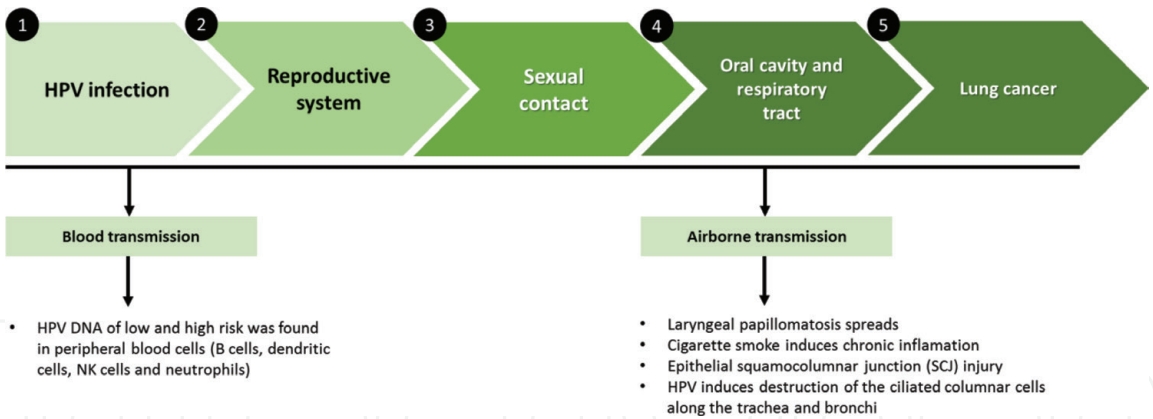 1
HPV infection
2
Reproductive
system
3
Sexual
contact
4
Oral cavity and
respiratory
tract
5
Lung cancer
Blood transmission
• HPV DNA of low and high risk was found
in peripheral blood cells (B cells, dendritic
cells, NK cells and neutrophils)
Airborne transmission
• Laryngeal papillomatosis spreads
• Cigarette smoke induces chronic inflamation
• Epithelial squamocolumnar junction (SCJ) injury
• HPV induces destruction of the ciliated columnar cells
along the trachea and bronchi